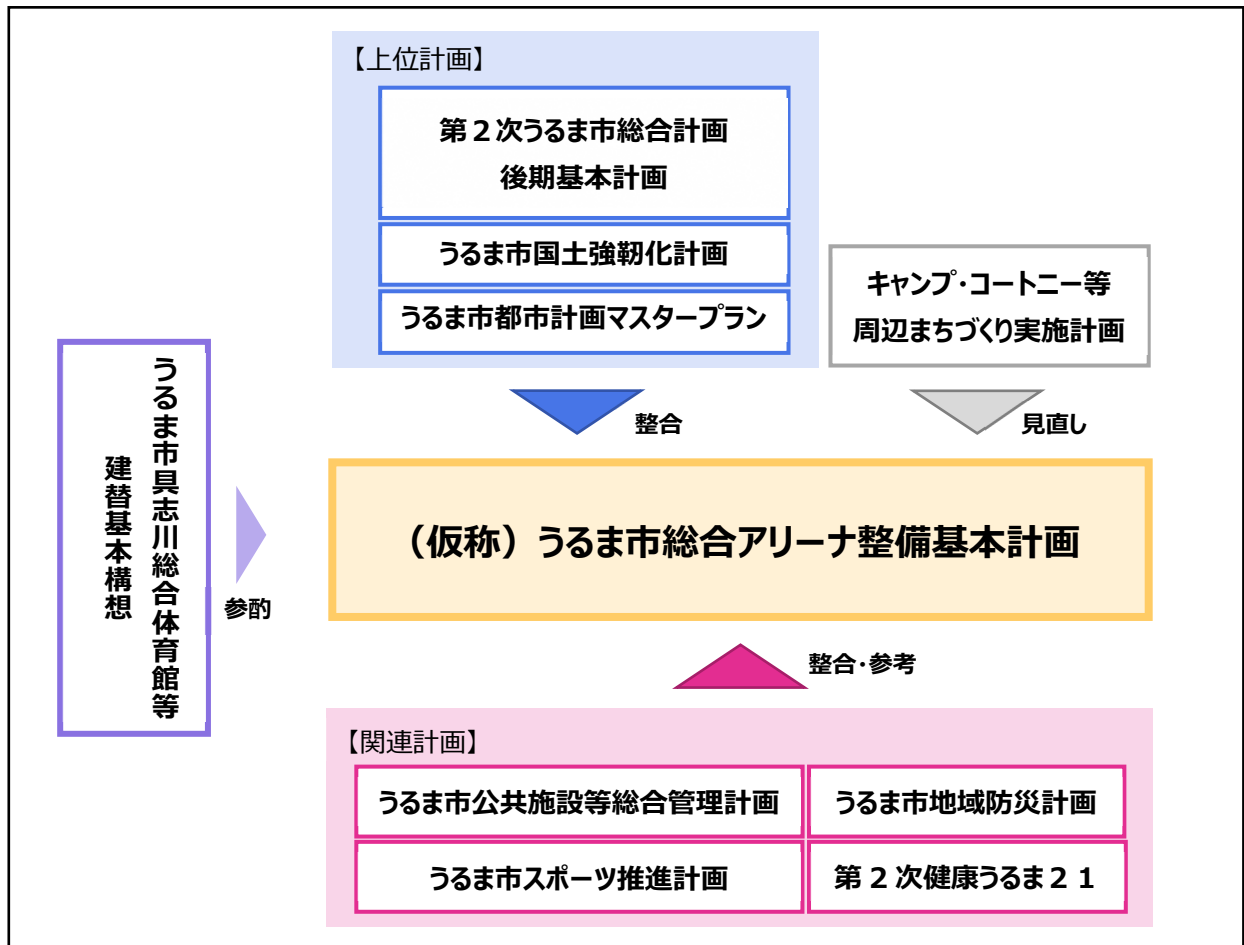 【上位計画】
第2次うるま市総合計画
後期基本計画
うるま市国土強靭化計画
うるま市都市計画マスタープラン
キャンプ・コートニー等
周辺まちづくり実施計画
整合
見直し
うるま市具志川総合体育館等
建替基本構想
参酌
（仮称）うるま市総合アリーナ整備基本計画
整合・参考
【関連計画】
うるま市公共施設等総合管理計画
うるま市地域防災計画
うるま市スポーツ推進計画
第2次健康うるま21